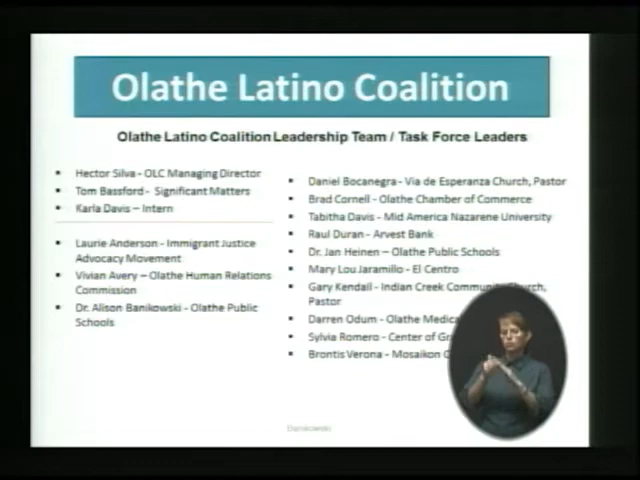 Olathe Latino Coalition
Olathe Latino Coalition Leadership Team / Task Force Leaders
Hector Silva - OLC Managing Director
Tom Bassford - Significant Matters
Karla Davis – Intern
Laurie Anderson - Immigrant Justice
Advocacy Movement
Vivian Avery – Olathe Human Relations
Commission
Dr. Alison Banikowski - Olathe Public
Schools
Daniel Bocanegra - Via de Esperanza Church, Pastor
Brad Cornell - Olathe Chamber of Commerce
Tabitha Davis - Mid America Nazarene University
Raul Duran - Arvest Bank
Dr. Jan Heinen – Olathe Public Schools
Mary Lou Jaramillo - El Centro
Gary Kendall - Indian Creek Church,
Pastor
Darren Odum - Olathe
Sylvia Romero - Center of
Brontis Verona - Mosaikon
Banikowski